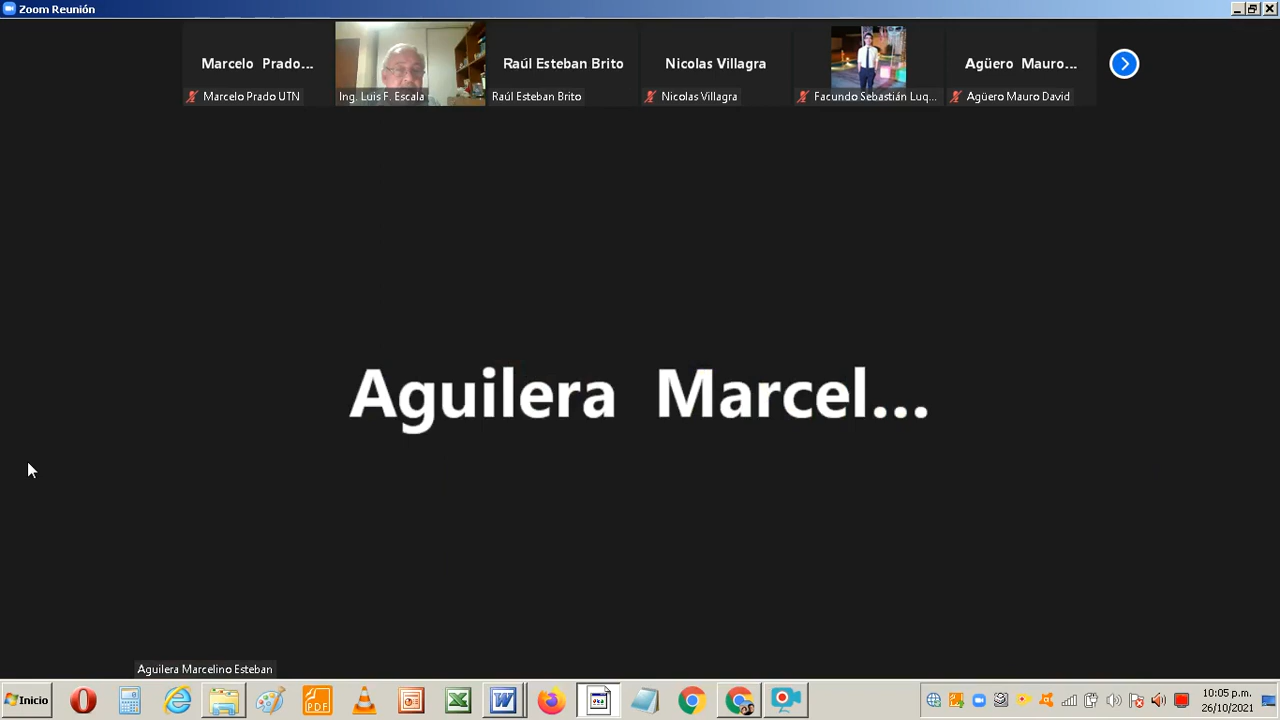 Zoom Reunión
Marcelo Prado...
Raúl Esteban Brito
Nicolas Villagra
Agüero Mauro...
Marcelo Prado UTN
Ing. Luis F. Escala
Raúl Esteban Brito
Nicolas Villagra
Facundo Sebastián Luq...
Agüero Mauro David
Aguilera Marcel...
Aguilera Marcelino Esteban
Inicio
PDF
10:05 p.m.
26/10/2021